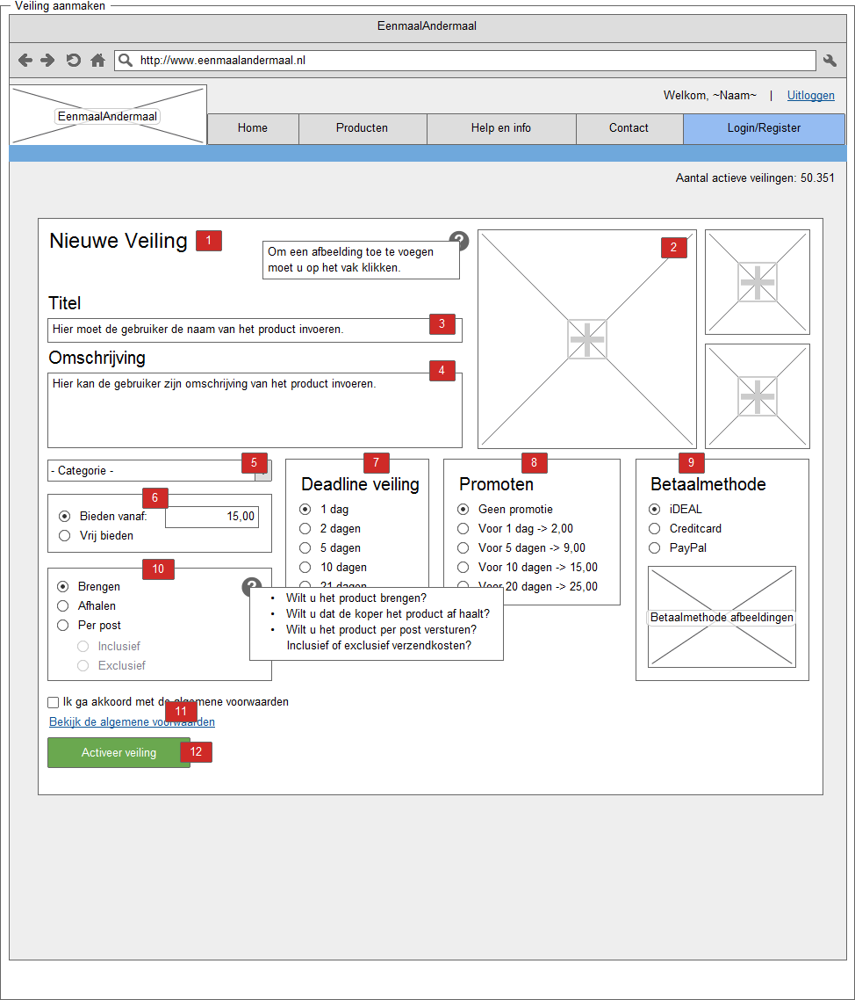 Veiling aanmaken
EenmaalAndermaal
http://www.eenmaalandermaal.nl
Welkom, ~Naam~ | Uitloggen
EenmaalAndermaal
Home Producten Help en info Contact Login/Register
Aantal actieve veilingen: 50.351
Nieuwe Veiling 1
?
Om een afbeelding toe te voegen
moet u op het vak klikken.
2
Titel
3
Hier moet de gebruiker de naam van het product invoeren.
Omschrijving
4
Hier kan de gebruiker zijn omschrijving van het product invoeren.
5
- Categorie -
6
Bieden vanaf: 15,00
Vrij bieden
7
Deadline veiling
1 dag
2 dagen
5 dagen
10 dagen
21 dagen
8
Promoten
Geen promotie
Voor 1 dag -> 2,00
Voor 5 dagen -> 9,00
Voor 10 dagen -> 15,00
Voor 20 dagen -> 25,00
9
Betaalmethode
iDEAL
Creditcard
PayPal
Betaalmethode afbeeldingen
10
Brengen
Afhalen
Per post
Inclusief
Exclusief
?
• Wilt u het product brengen?
• Wilt u dat de koper het product af haalt?
• Wilt u het product per post versturen?
Inclusief of exclusief verzendkosten?
Ik ga akkoord met de algemene voorwaarden
11
Bekijk de algemene voorwaarden
Activeer veiling 12